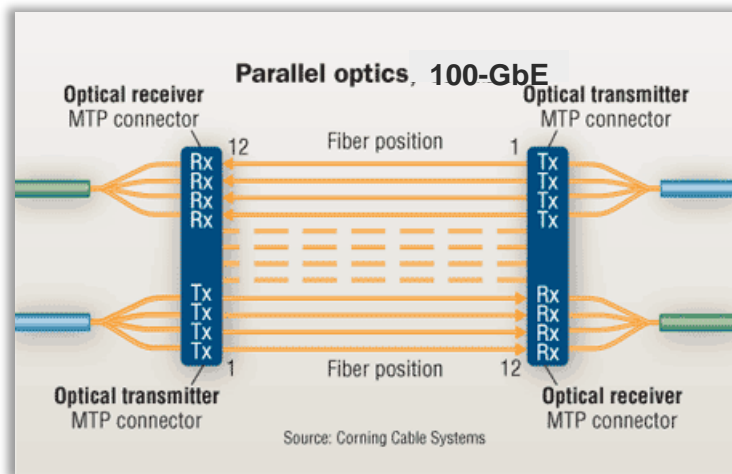 Parallel optics, 100-GbE
Optical receiver
MTP connector
Optical transmitter
MTP connector
12
Fiber position
1
Rx
Rx
Rx
Rx
Tx
Tx
Tx
Tx
Tx
Tx
Tx
Tx
Rx
Rx
Rx
Rx
1
Fiber position
12
Optical transmitter
MTP connector
Optical receiver
MTP connector
Source: Corning Cable Systems